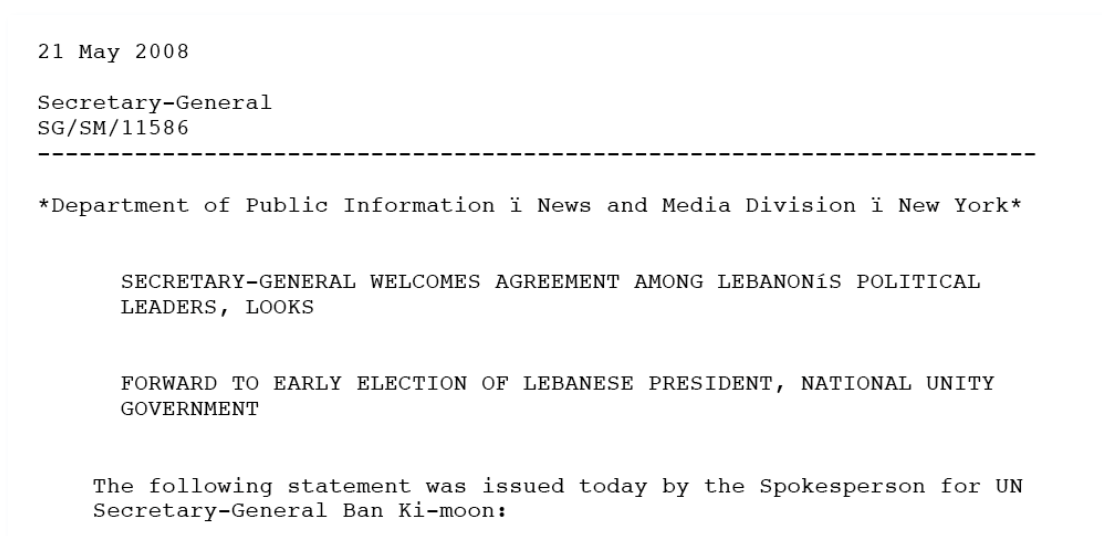 21 May 2008
Secretary-General
SG/SM/11586
------------------------------------------------------------------------
*Department of Public Information ï News and Media Division ï New York*
SECRETARY-GENERAL WELCOMES AGREEMENT AMONG LEBANONíS POLITICAL
LEADERS, LOOKS
FORWARD TO EARLY ELECTION OF LEBANESE PRESIDENT, NATIONAL UNITY
GOVERNMENT
The following statement was issued today by the Spokesperson for UN
Secretary-General Ban Ki-moon: